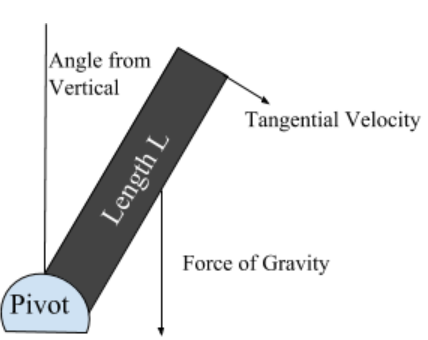 Angle from
Vertical
Tangential Velocity
Length L
Force of Gravity
Pivot